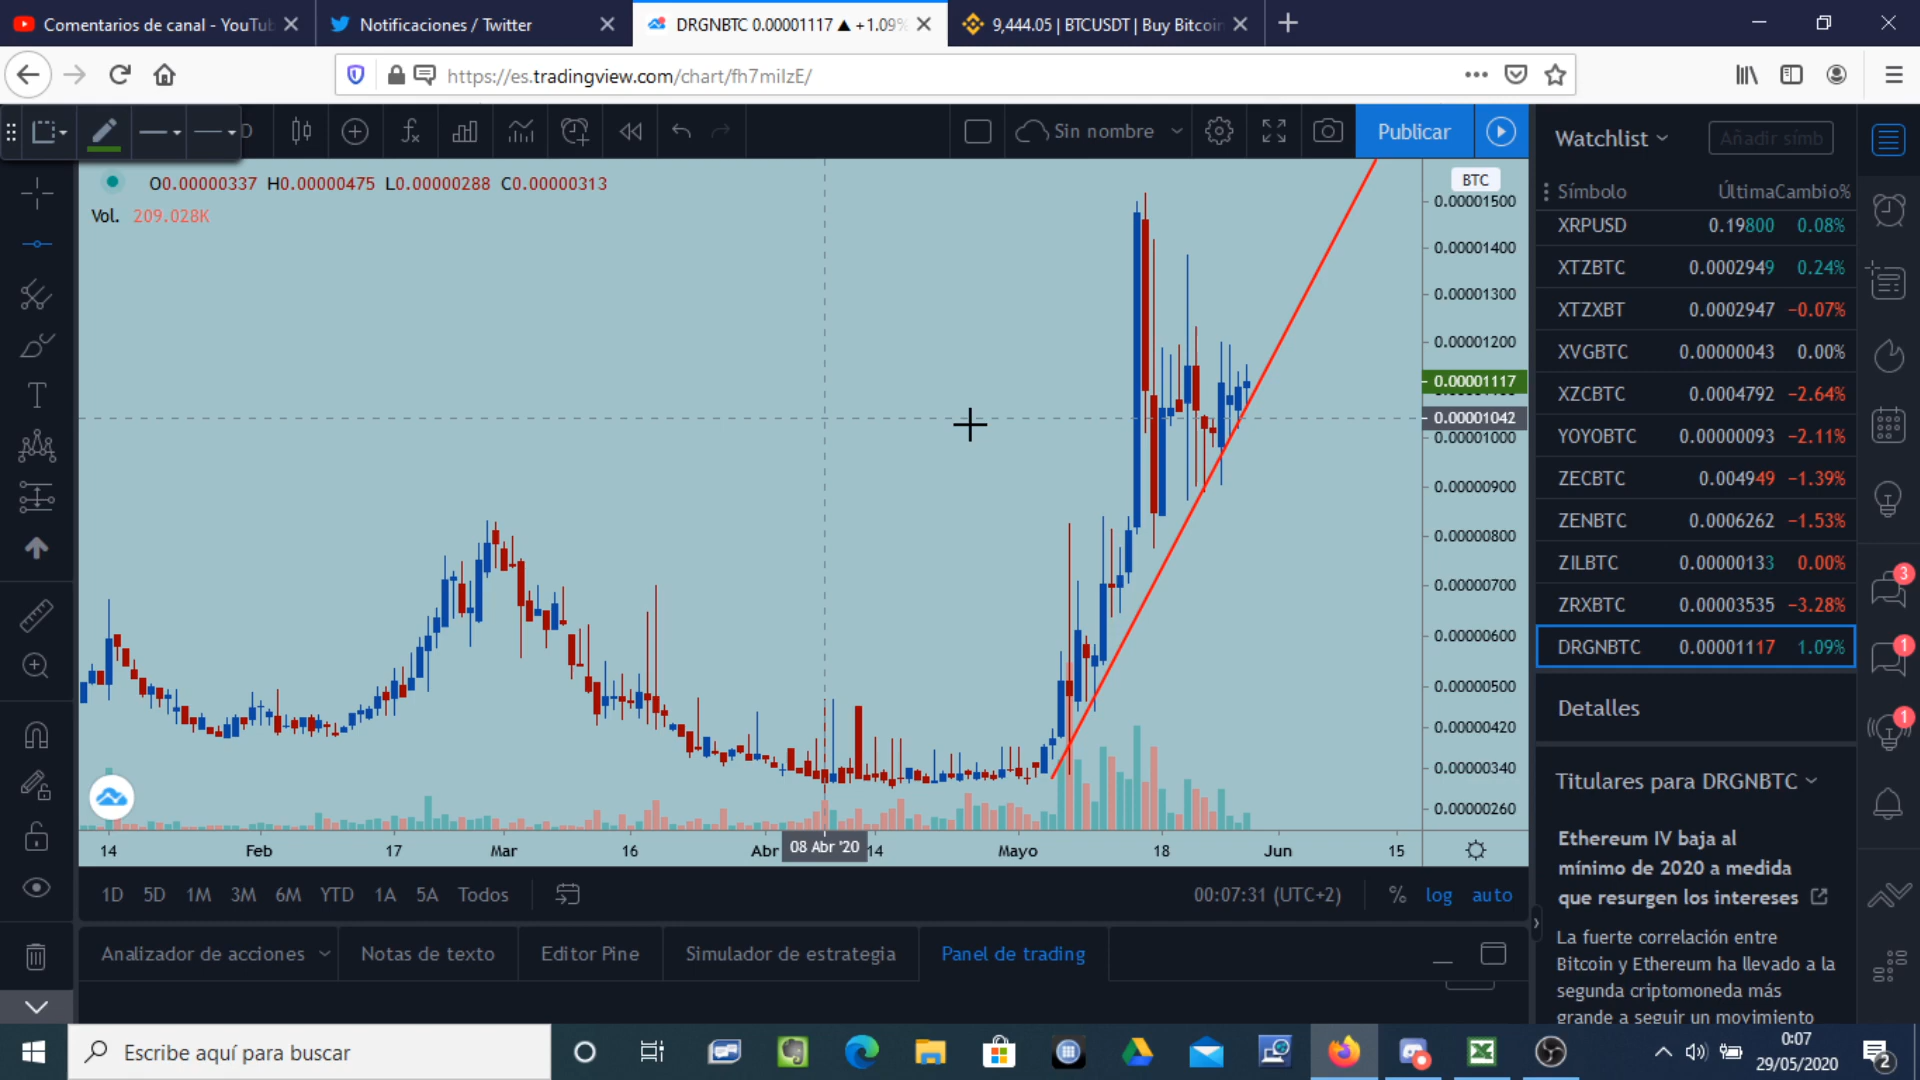 Comentarios de canal - YouTub
Notificaciones / Twitter
DRGNBTC 0.00001117 ▲ +1.09%
9,444.05 | BTCUSDT | Buy Bitcoin
https://es.tradingview.com/chart/fh7miIzE/
D
Sin nombre
Publicar
Watchlist
Añadir símb
O0.00000337 H0.00000475 L0.00000288 C0.00000313
Vol. 209.028K
BTC
0.00001500
0.00001400
0.00001300
0.00001200
0.00001117
0.00001042
0.00001000
0.00000900
0.00000800
0.00000700
0.00000600
0.00000500
0.00000420
0.00000340
0.00000260
14
Feb
17
Mar
16
Abr
08 Abr '20
14
Mayo
18
Jun
15
1D 5D 1M 3M 6M YTD 1A 5A Todos
00:07:31 (UTC+2)
% log auto
Analizador de acciones
Notas de texto
Editor Pine
Simulador de estrategia
Panel de trading
Símbolo ÚltimaCambio%
XRPUSD 0.19800 0.08%
XTZBTC 0.0002949 0.24%
XTZXBT 0.0002947 −0.07%
XVGBTC 0.00000043 0.00%
XZCBTC 0.0004792 −2.64%
YOYOBTC 0.00000093 −2.11%
ZECBTC 0.004949 −1.39%
ZENBTC 0.0006262 −1.53%
ZILBTC 0.00000133 0.00%
ZRXBTC 0.00003535 −3.28%
DRGNBTC 0.00001117 1.09%
Detalles
Titulares para DRGNBTC
Ethereum IV baja al
mínimo de 2020 a medida
que resurgen los intereses
La fuerte correlación entre
Bitcoin y Ethereum ha llevado a la
segunda criptomoneda más
grande a seguir un movimiento
3
1
1
Escribe aquí para buscar
0:07
29/05/2020
2